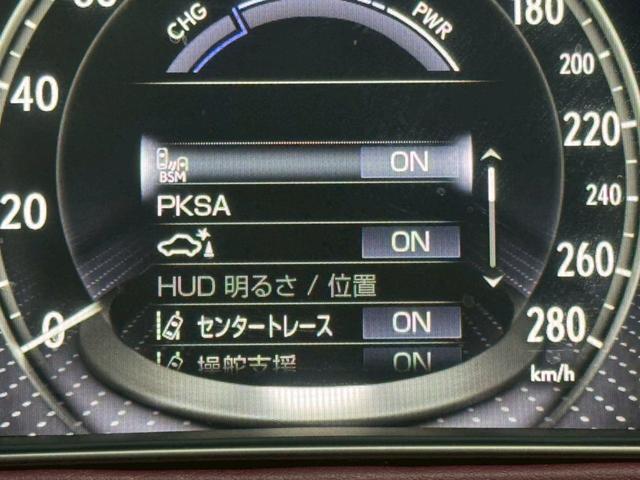 CHG
PWR
180
200
40
220
BSM ON
PKSA
20
240
ON
260
HUD 明るさ / 位置
0
センタートレース ON
280
操舵支援 ON
km/h